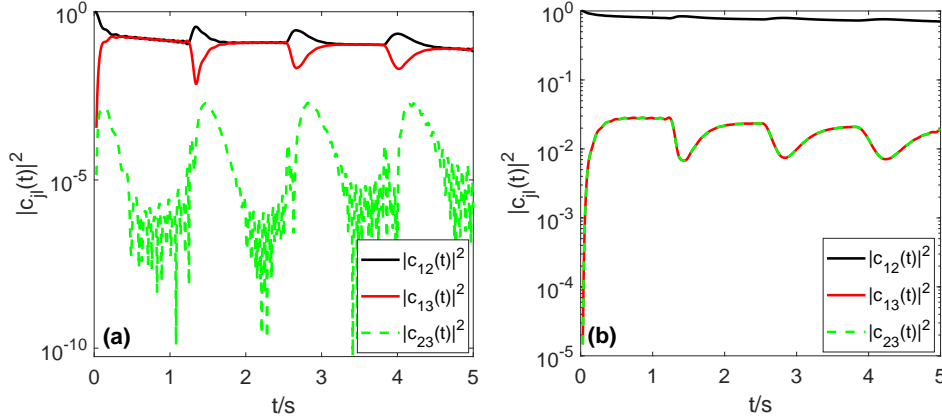 10^0
10^-5
10^-10
|c_jl(t)|^2
(a)
|c_12(t)|^2
|c_13(t)|^2
|c_23(t)|^2
0 1 2 3 4 5
t/s
10^0
10^-1
10^-2
10^-3
10^-4
10^-5
|c_jl(t)|^2
(b)
|c_12(t)|^2
|c_13(t)|^2
|c_23(t)|^2
0 1 2 3 4 5
t/s